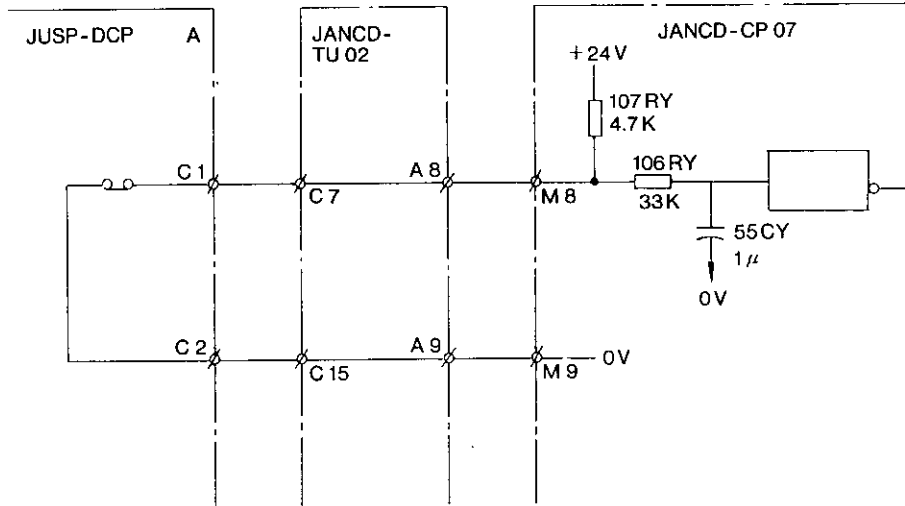 JUSP-DCP
A
JANCD-
TU 02
JANCD-CP 07
+24V
107RY
4.7K
C1
C7
A8
M8
106RY
33K
55CY
1μ
0V
C2
C15
A9
M9
0V